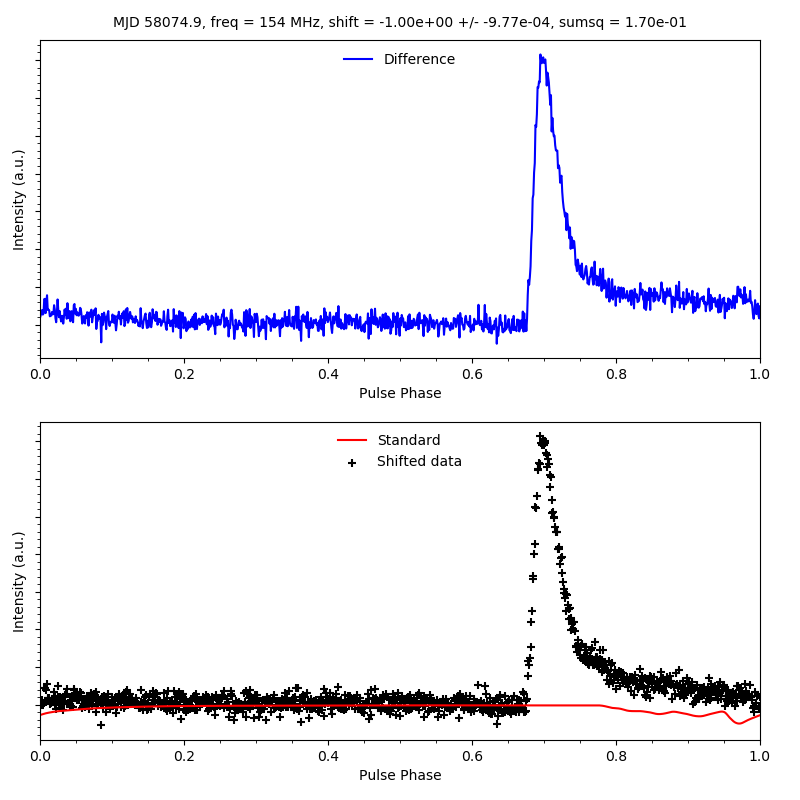 MJD 58074.9, freq = 154 MHz, shift = -1.00e+00 +/- -9.77e-04, sumsq = 1.70e-01
Difference
Intensity (a.u.)
0.0 0.2 0.4 0.6 0.8 1.0
Pulse Phase
Standard
Shifted data
Intensity (a.u.)
0.0 0.2 0.4 0.6 0.8 1.0
Pulse Phase